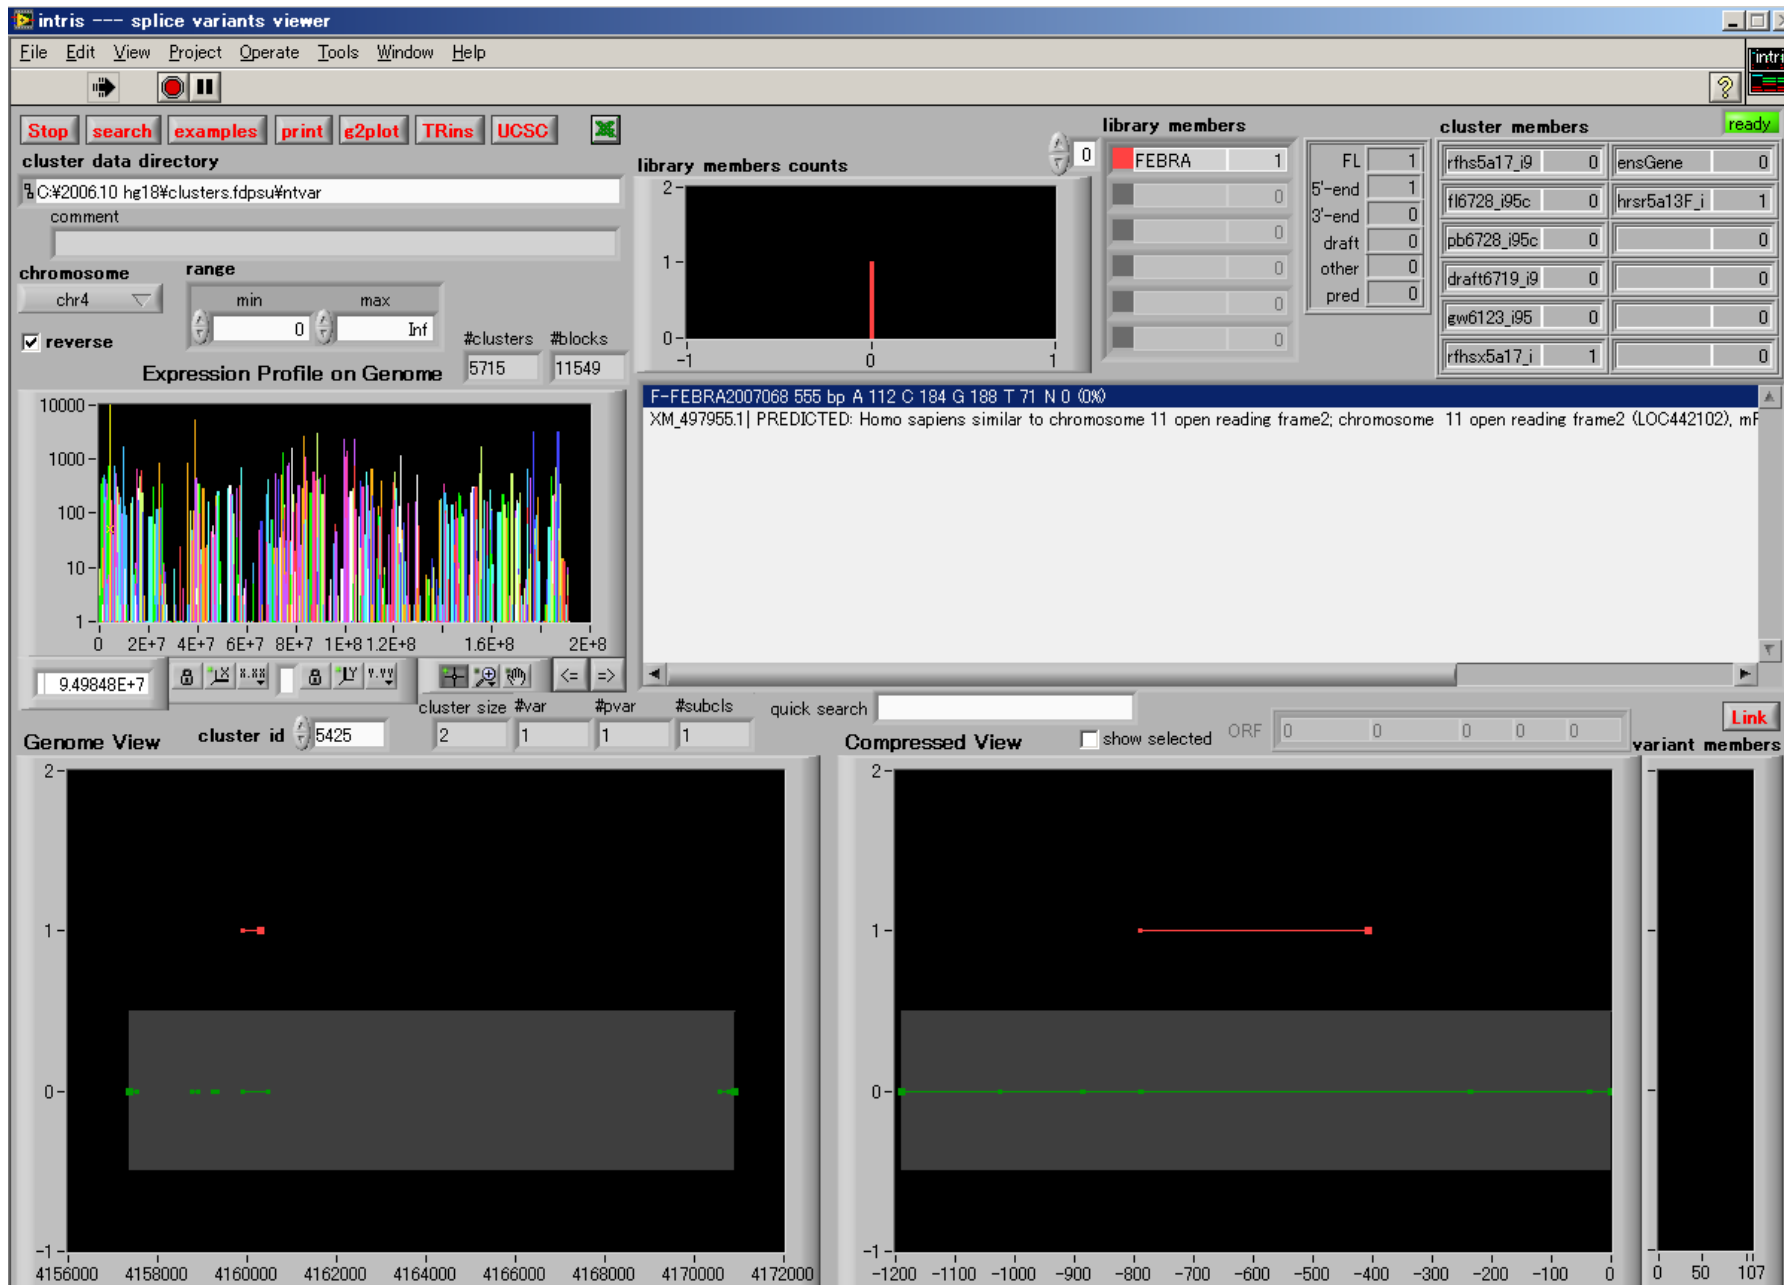 intris --- splice variants viewer
File Edit View Project Operate Tools Window Help
intri
?
Stop search examples print g2plot TRins UCSC
cluster data directory
C:¥2006.10 hg18¥clusters.fdpsu¥ntvar
comment
chromosome range
chr4 min max
0 Inf
reverse
#clusters #blocks
5715 11549
library members counts
2
1
0
-1 0 1
0
library members
FEBRA 1
0
0
0
0
0
FL 1
5'-end 1
3'-end 0
draft 0
other 0
pred 0
cluster members ready
rfhs5a17_i9 0 ensGene 0
fl6728_i95c 0 hrsr5a13F_i 1
pb6728_i95c 0 0
draft6719_i9 0 0
gw6123_i95 0 0
rfhsx5a17_i 1 0
Expression Profile on Genome
10000
1000
100
10
1
0 2E+7 4E+7 6E+7 8E+7 1E+8 1.2E+8 1.6E+8 2E+8
9.49848E+7 X X.XX Y Y.YY <= =>
F-FEBRA2007068 555 bp A 112 C 184 G 188 T 71 N 0 (0%)
XM_497955.1| PREDICTED: Homo sapiens similar to chromosome 11 open reading frame2; chromosome 11 open reading frame2 (LOC442102), mF
cluster size #var #pvar #subcls quick search
Genome View cluster id 5425 2 1 1 1
Compressed View show selected ORF 0 0 0 0 0 Link
variant members
2
1
0
-1
4156000 4158000 4160000 4162000 4164000 4166000 4168000 4170000 4172000
2
1
0
-1
-1200 -1100 -1000 -900 -800 -700 -600 -500 -400 -300 -200 -100 0
0 50 107